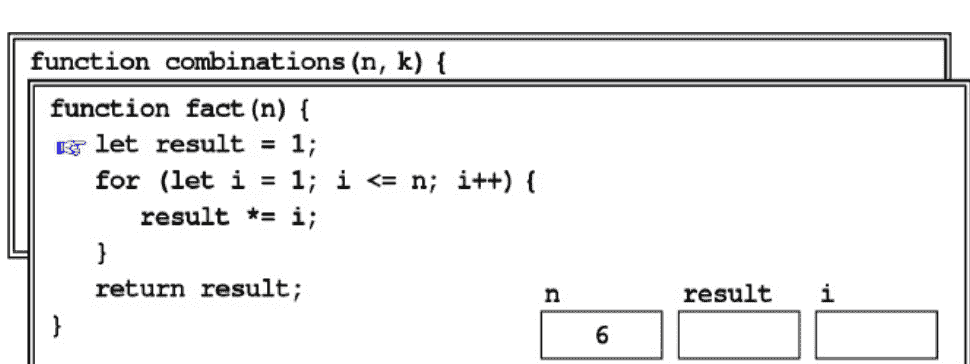 function combinations(n, k) {
function fact(n) {
let result = 1;
for (let i = 1; i <= n; i++) {
result *= i;
}
return result;
}
n result i
6